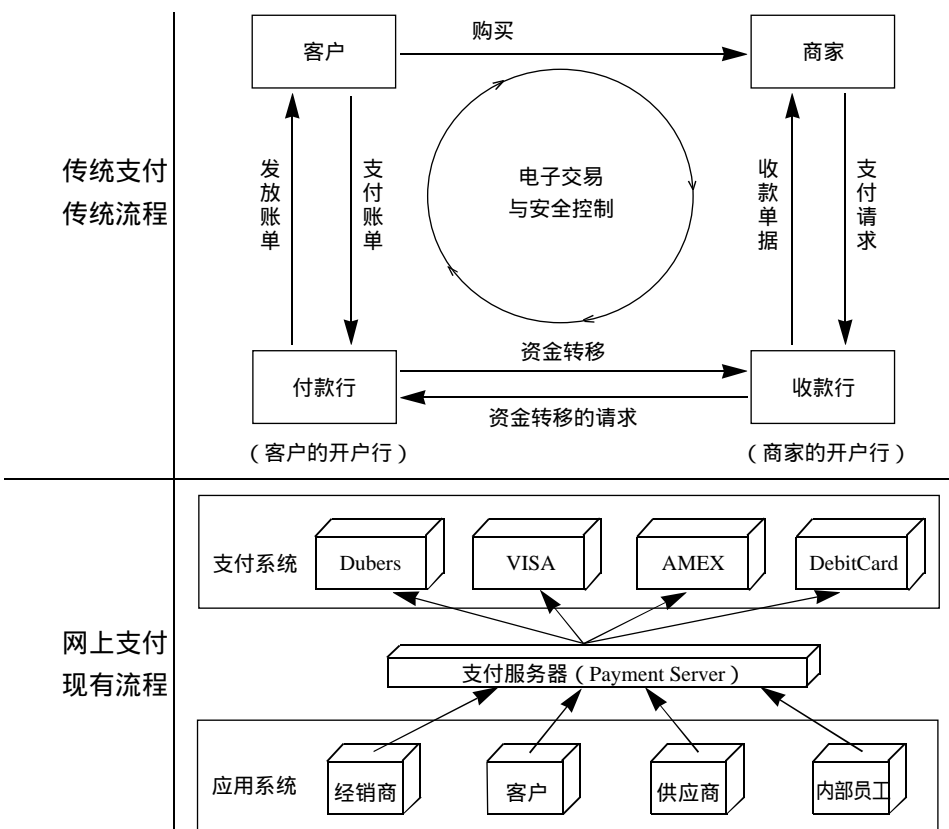 客户
购买
商家
传统支付
传统流程
发放账单
支付账单
电子交易
与安全控制
收款单据
支付请求
资金转移
付款行
收款行
资金转移的请求
（客户的开户行）
（商家的开户行）
网上支付
现有流程
支付系统
Dubers
VISA
AMEX
DebitCard
支付服务器（Payment Server）
应用系统
经销商
客户
供应商
内部员工